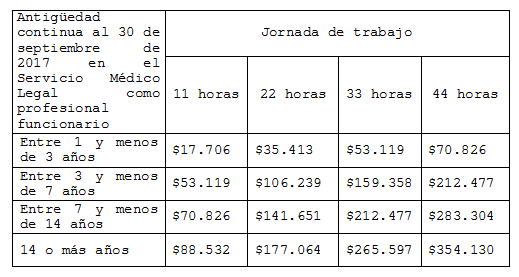 Antigüedad
continua al 30 de
septiembre de
2017 en el
Servicio Médico
Legal como
profesional
funcionario
Jornada de trabajo
11 horas 22 horas 33 horas 44 horas
Entre 1 y menos
de 3 años
$17.706 $35.413 $53.119 $70.826
Entre 3 y menos
de 7 años
$53.119 $106.239 $159.358 $212.477
Entre 7 y menos
de 14 años
$70.826 $141.651 $212.477 $283.304
14 o más años $88.532 $177.064 $265.597 $354.130